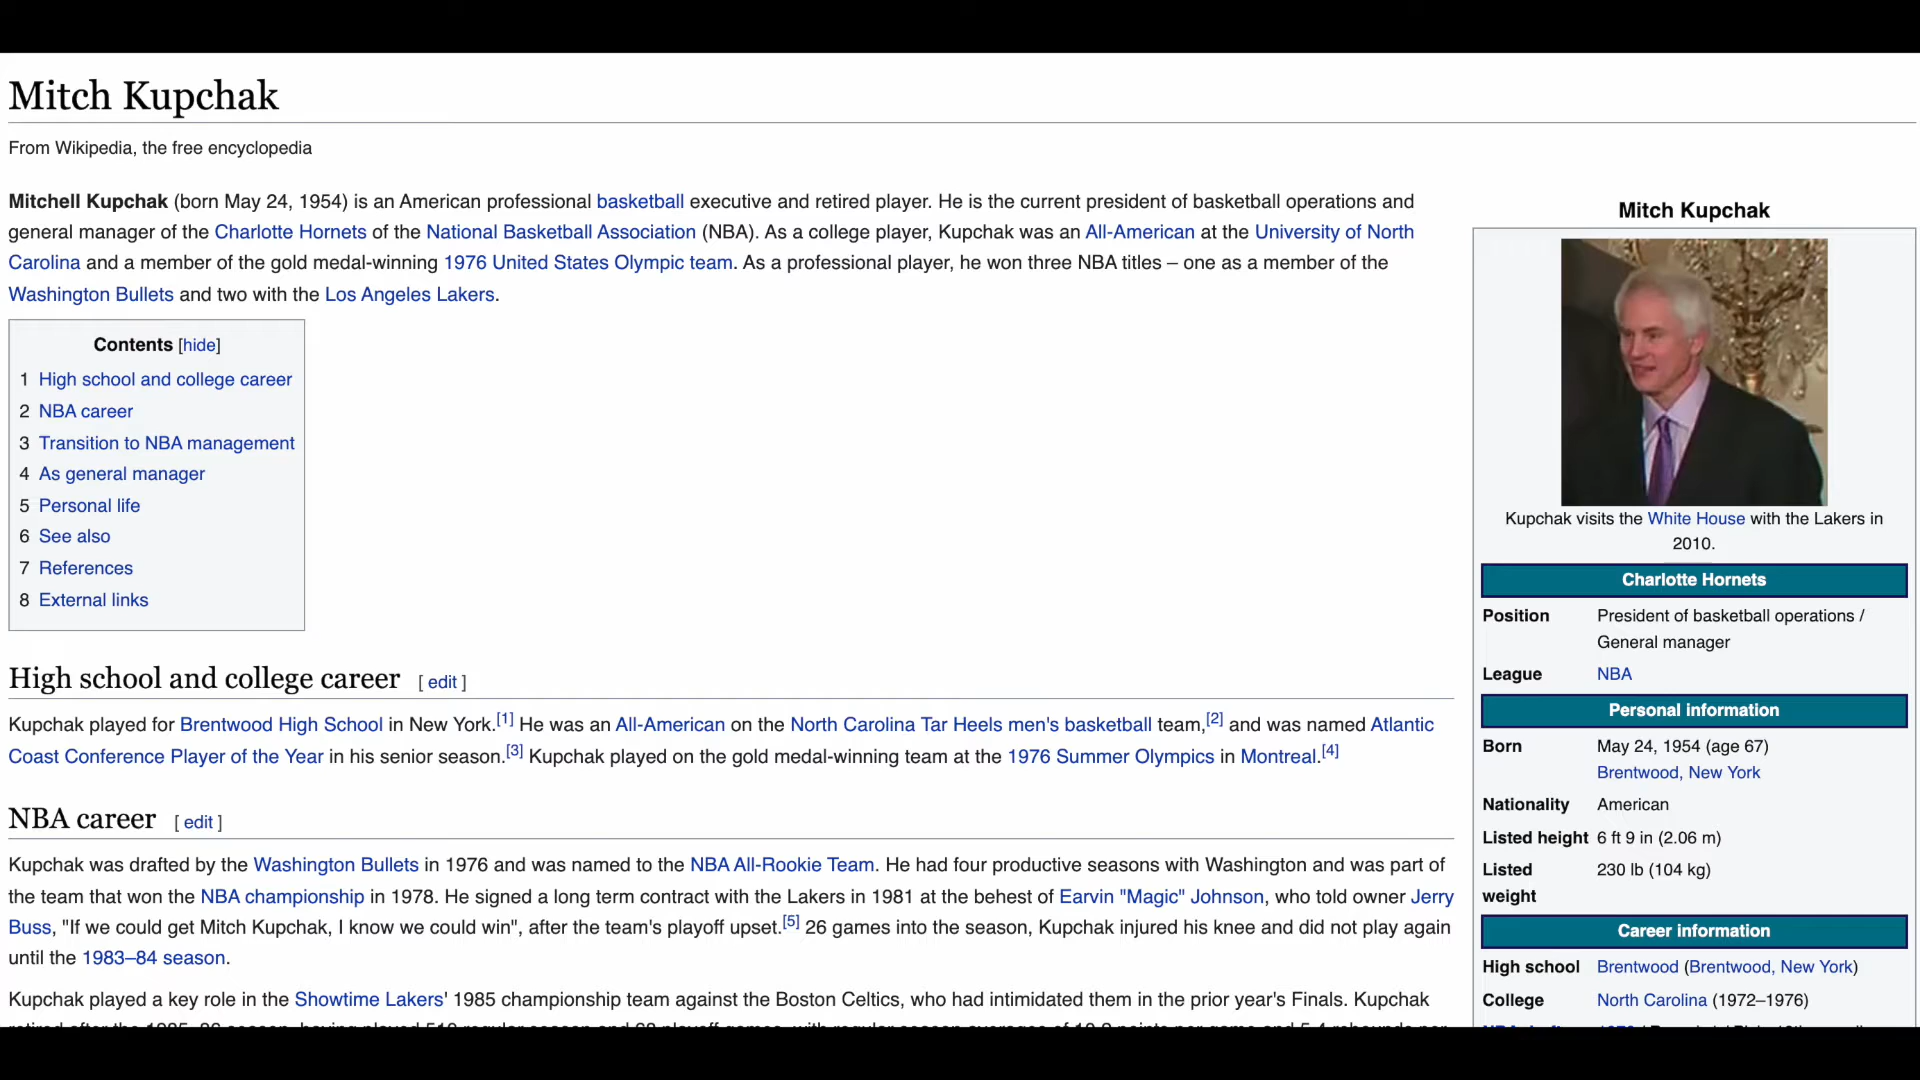 Mitch Kupchak
From Wikipedia, the free encyclopedia
Mitchell Kupchak (born May 24, 1954) is an American professional basketball executive and retired player. He is the current president of basketball operations and
general manager of the Charlotte Hornets of the National Basketball Association (NBA). As a college player, Kupchak was an All-American at the University of North
Carolina and a member of the gold medal-winning 1976 United States Olympic team. As a professional player, he won three NBA titles – one as a member of the
Washington Bullets and two with the Los Angeles Lakers.
Contents [hide]
1 High school and college career
2 NBA career
3 Transition to NBA management
4 As general manager
5 Personal life
6 See also
7 References
8 External links
High school and college career [ edit ]
Kupchak played for Brentwood High School in New York.[1] He was an All-American on the North Carolina Tar Heels men's basketball team,[2] and was named Atlantic
Coast Conference Player of the Year in his senior season.[3] Kupchak played on the gold medal-winning team at the 1976 Summer Olympics in Montreal.[4]
NBA career [ edit ]
Kupchak was drafted by the Washington Bullets in 1976 and was named to the NBA All-Rookie Team. He had four productive seasons with Washington and was part of
the team that won the NBA championship in 1978. He signed a long term contract with the Lakers in 1981 at the behest of Earvin "Magic" Johnson, who told owner Jerry
Buss, "If we could get Mitch Kupchak, I know we could win", after the team's playoff upset.[5] 26 games into the season, Kupchak injured his knee and did not play again
until the 1983–84 season.
Kupchak played a key role in the Showtime Lakers' 1985 championship team against the Boston Celtics, who had intimidated them in the prior year's Finals. Kupchak
Mitch Kupchak
Kupchak visits the White House with the Lakers in
2010.
Charlotte Hornets
Position President of basketball operations /
General manager
League NBA
Personal information
Born May 24, 1954 (age 67)
Brentwood, New York
Nationality American
Listed height 6 ft 9 in (2.06 m)
Listed 230 lb (104 kg)
weight
Career information
High school Brentwood (Brentwood, New York)
College North Carolina (1972–1976)